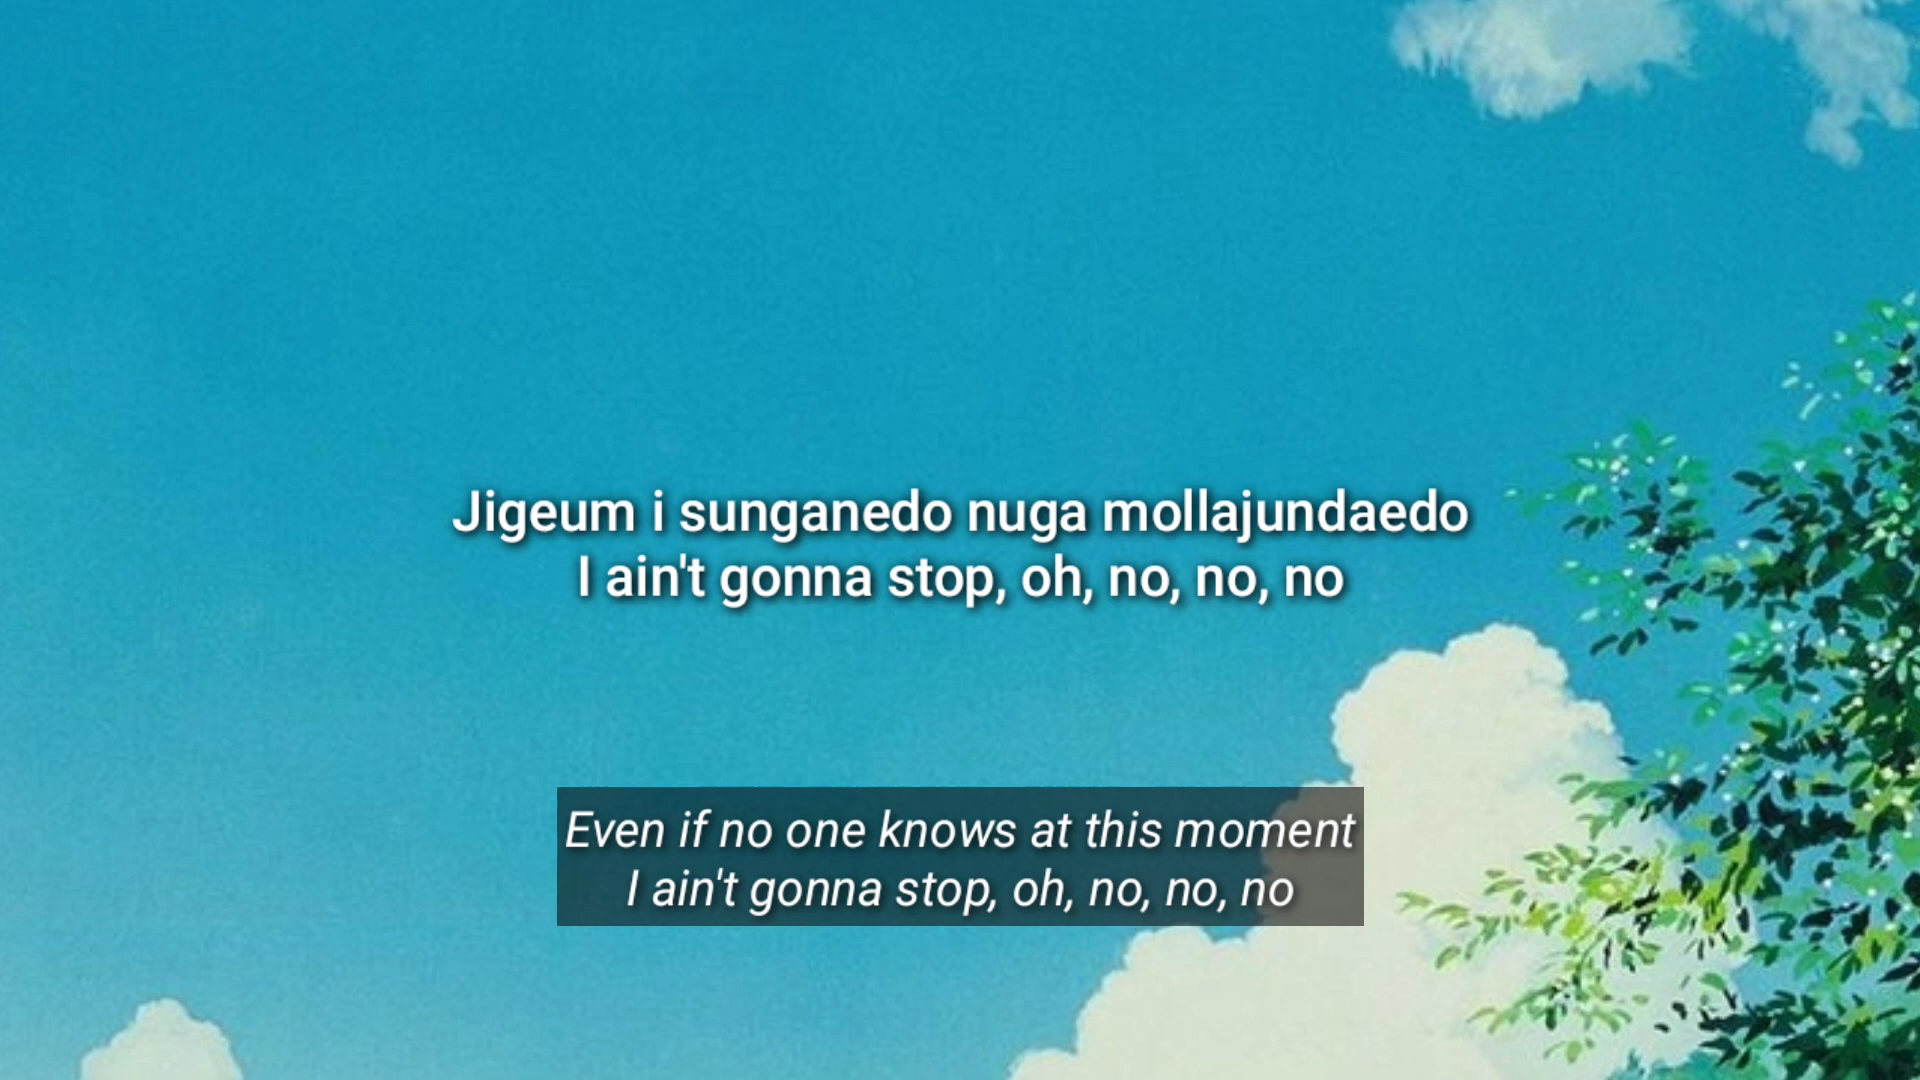 Jigeum i sunganedo nuga mollajundaedo
I ain't gonna stop, oh, no, no, no
Even if no one knows at this moment
I ain't gonna stop, oh, no, no, no